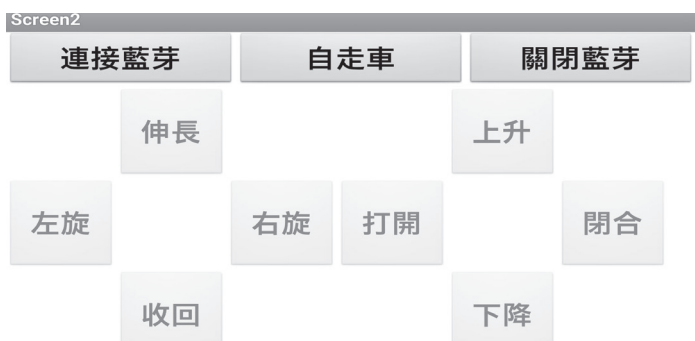 Screen2
連接藍芽 自走車 關閉藍芽
伸長 上升
左旋 右旋 打開 閉合
收回 下降